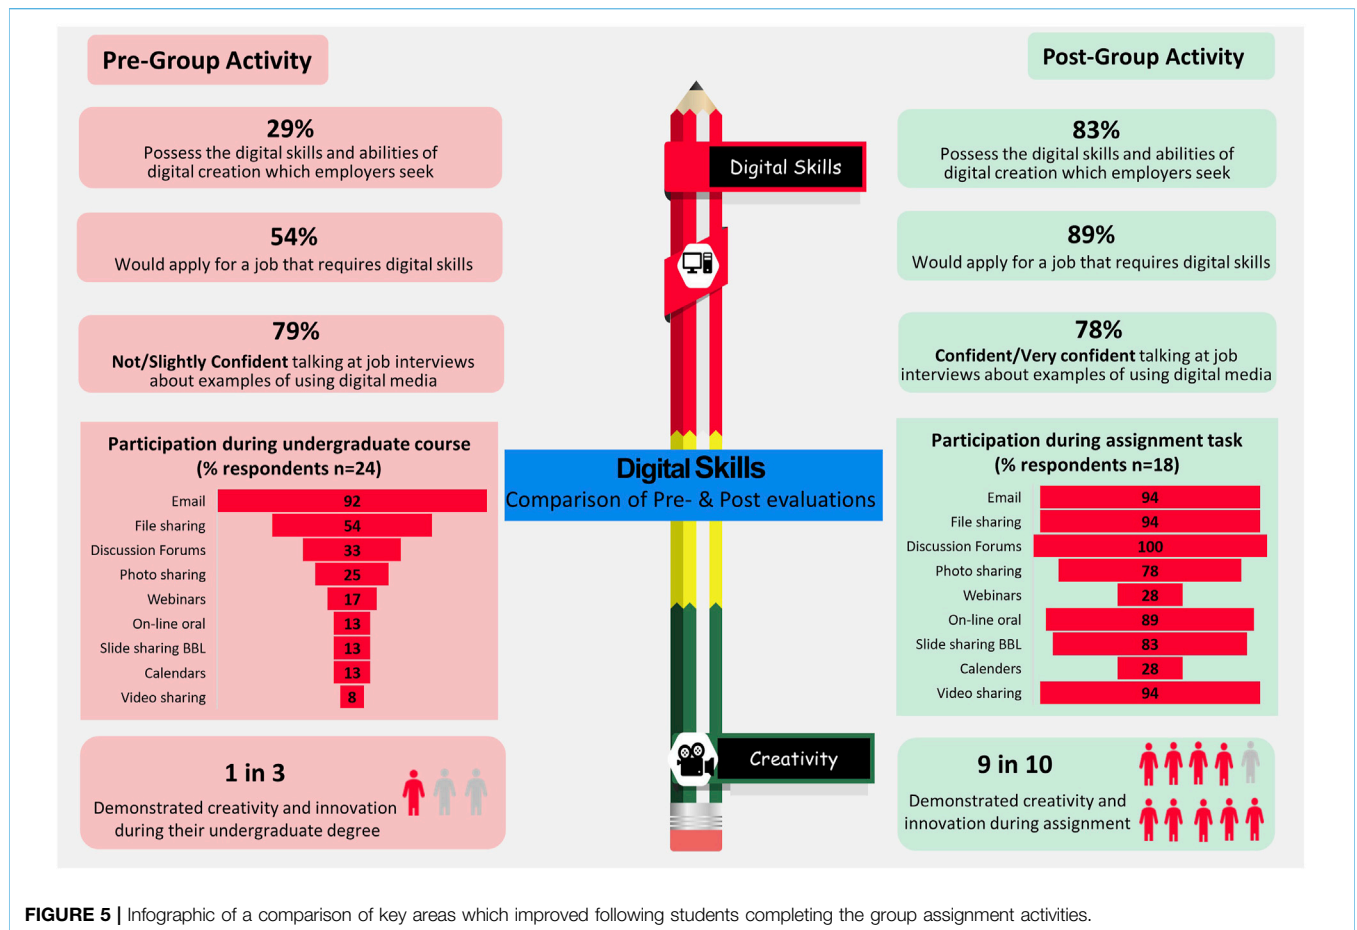 Pre-Group Activity
29%
Possess the digital skills and abilities of
digital creation which employers seek
54%
Would apply for a job that requires digital skills
79%
Not/Slightly Confident talking at job interviews
about examples of using digital media
Participation during undergraduate course
(% respondents n=24)
Email 92
File sharing 54
Discussion Forums 33
Photo sharing 25
Webinars 17
On-line oral 13
Slide sharing BBL 13
Calendars 13
Video sharing 8
1 in 3
Demonstrated creativity and innovation
during their undergraduate degree
Digital Skills
Digital Skills
Comparison of Pre- & Post evaluations
Creativity
Post-Group Activity
83%
Possess the digital skills and abilities of
digital creation which employers seek
89%
Would apply for a job that requires digital skills
78%
Confident/Very confident talking at job
interviews about examples of using digital media
Participation during assignment task
(% respondents n=18)
Email 94
File sharing 94
Discussion Forums 100
Photo sharing 78
Webinars 28
On-line oral 89
Slide sharing BBL 83
Calenders 28
Video sharing 94
9 in 10
Demonstrated creativity and
innovation during assignment
FIGURE 5 | Infographic of a comparison of key areas which improved following students completing the group assignment activities.